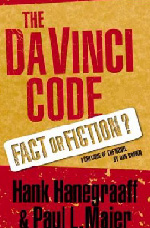 THE
DA VINCI
CODE
FACT OR FICTION?
Hank Hanegraaff
& Paul L. Maier